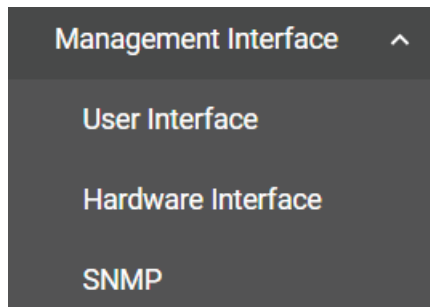 Management Interface
User Interface
Hardware Interface
SNMP